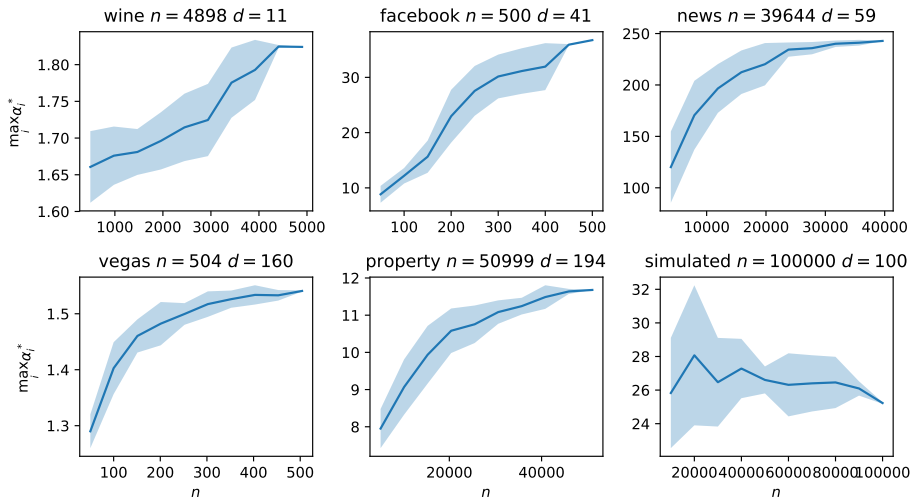 wine n = 4898 d = 11
facebook n = 500 d = 41
news n = 39644 d = 59
max αᵢ*
i
1.80
1.75
1.70
1.65
1.60
1000 2000 3000 4000 5000
30
20
10
100 200 300 400 500
250
200
150
100
10000 20000 30000 40000
vegas n = 504 d = 160
property n = 50999 d = 194
simulated n = 100000 d = 100
max αᵢ*
i
1.5
1.4
1.3
100 200 300 400 500
n
12
11
10
9
8
20000 40000
n
32
30
28
26
24
20000 40000 60000 80000 100000
n